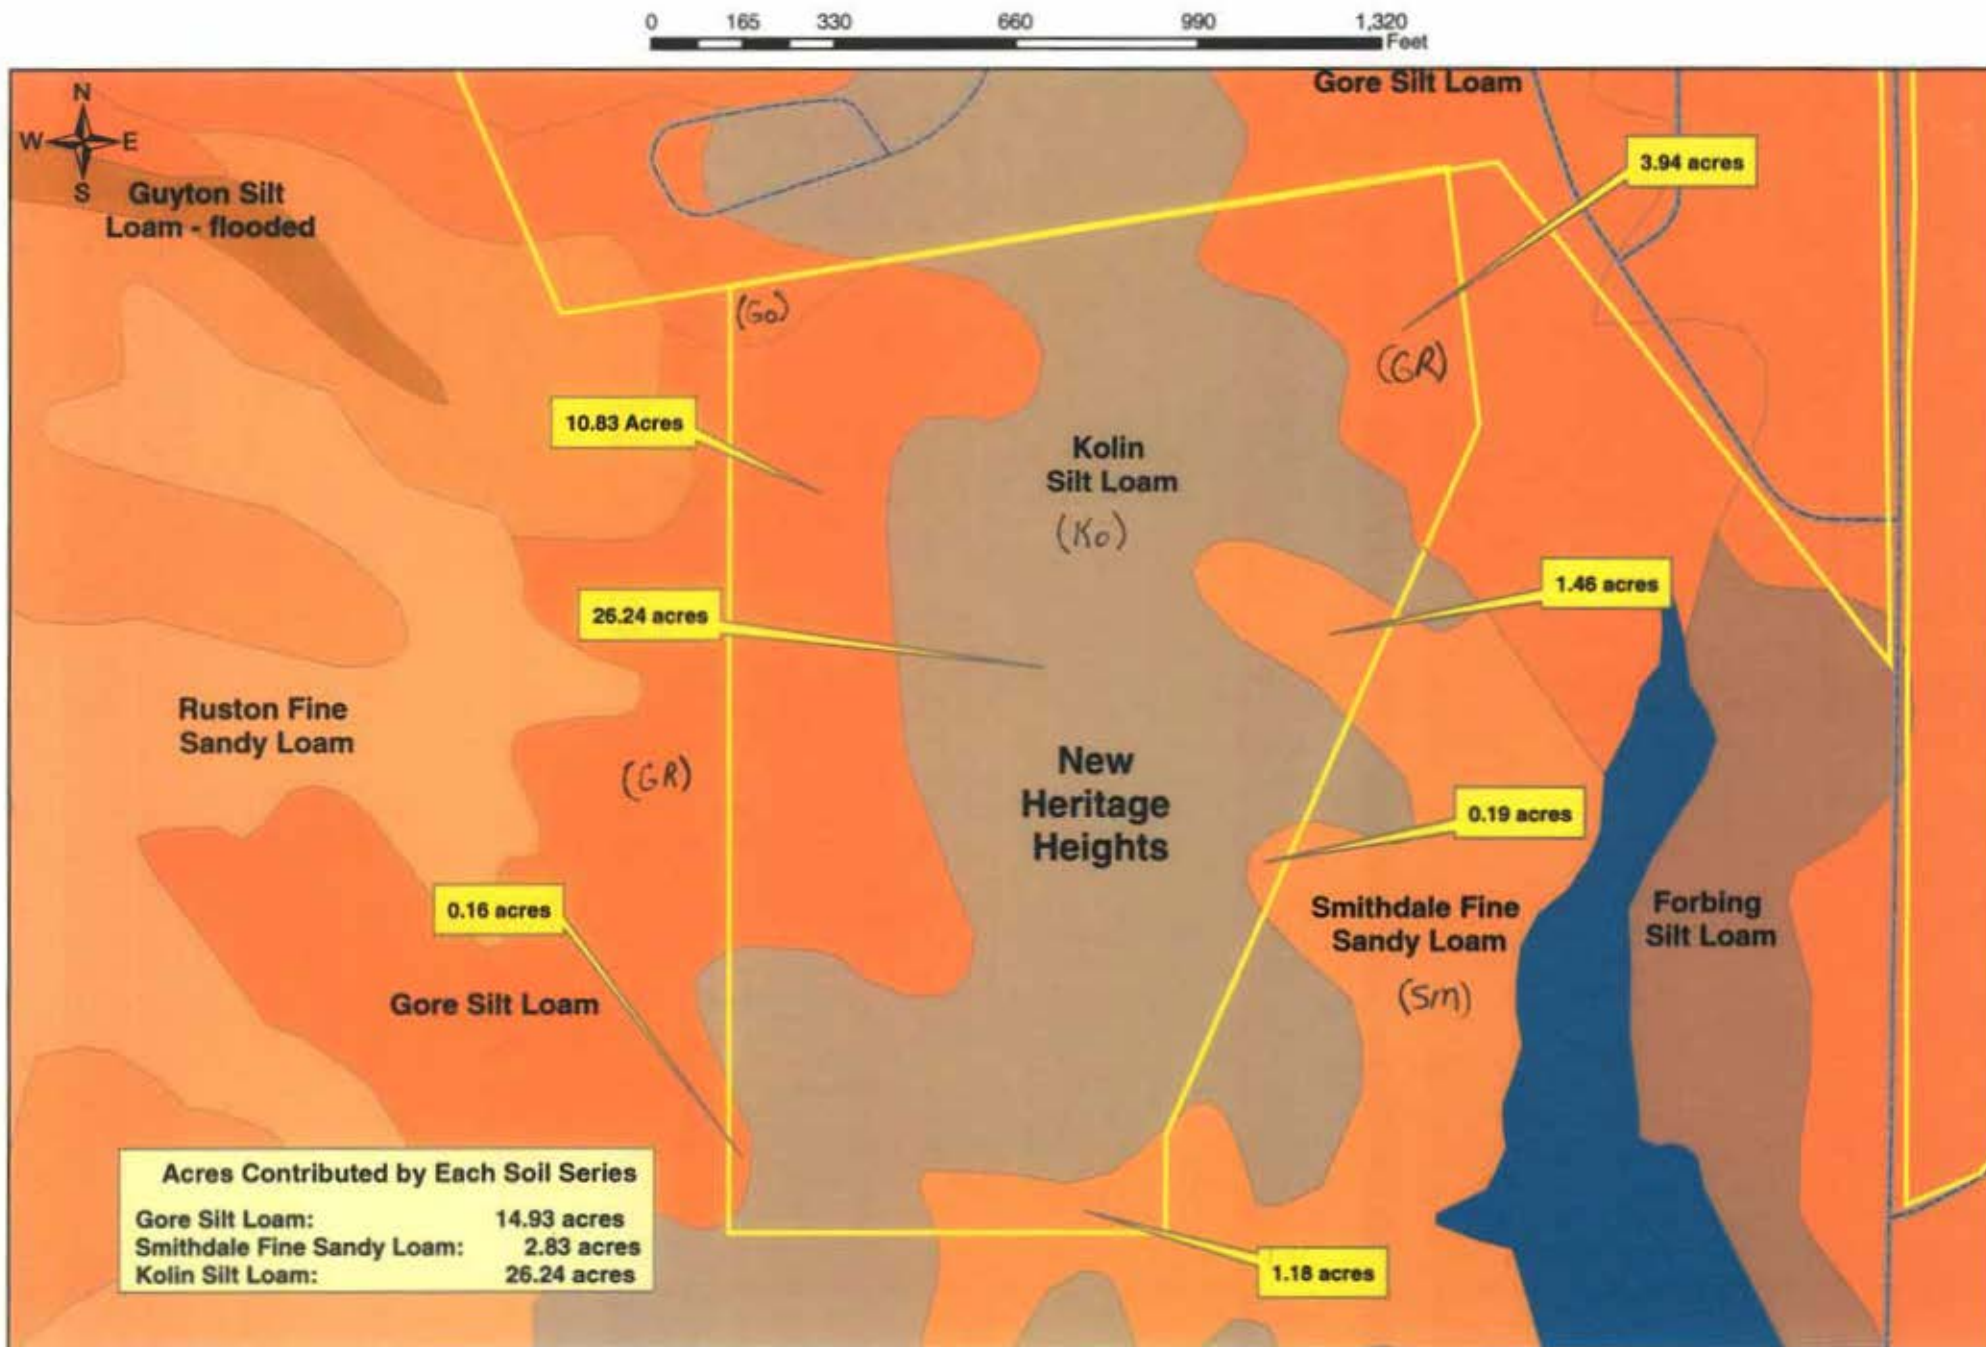 0 165 330 660 990 1,320
Feet
N
W E
S
Gore Silt Loam
3.94 acres
Guyton Silt
Loam - flooded
(Go)
(GR)
10.83 Acres
Kolin
Silt Loam
(Ko)
1.46 acres
26.24 acres
Ruston Fine
Sandy Loam
(GR)
New
Heritage
Heights
0.19 acres
0.16 acres
Smithdale Fine
Sandy Loam
(Sm)
Forbing
Silt Loam
Gore Silt Loam
Acres Contributed by Each Soil Series
Gore Silt Loam: 14.93 acres
Smithdale Fine Sandy Loam: 2.83 acres
Kolin Silt Loam: 26.24 acres
1.18 acres